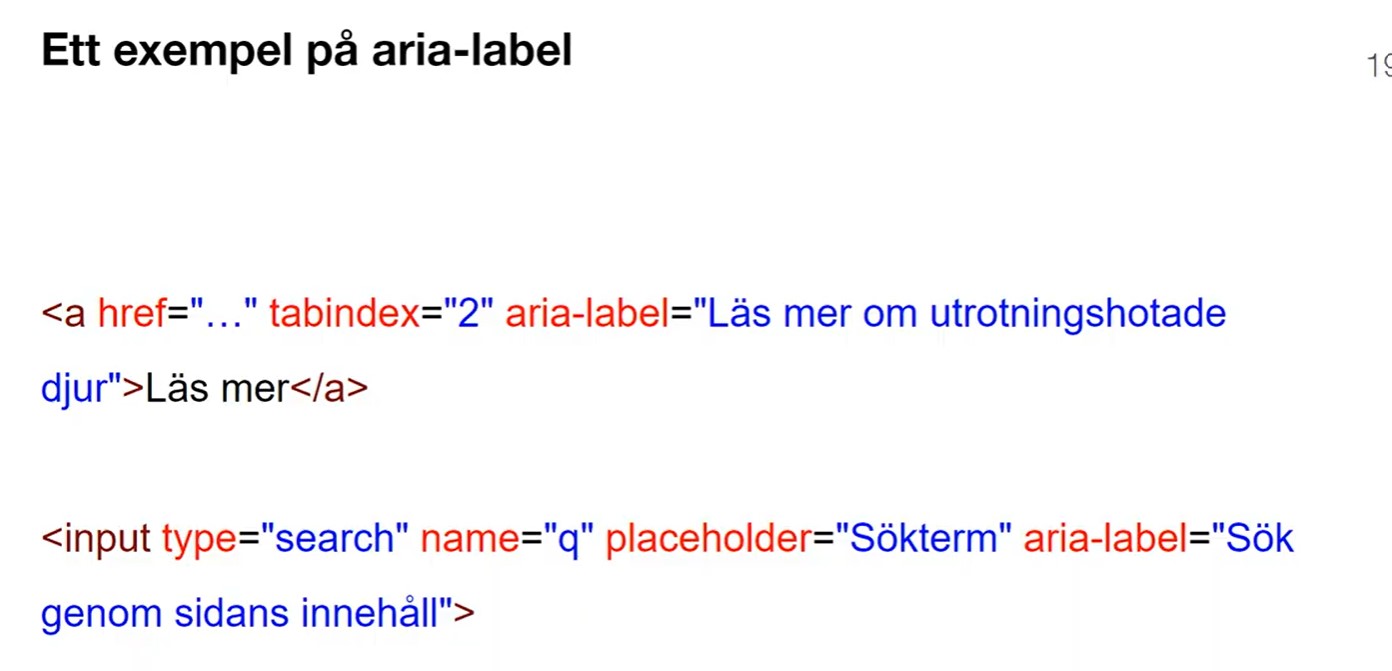 Ett exempel på aria-label
19
<a href="…" tabindex="2" aria-label="Läs mer om utrotningshotade
djur">Läs mer</a>
<input type="search" name="q" placeholder="Sökterm" aria-label="Sök
genom sidans innehåll">